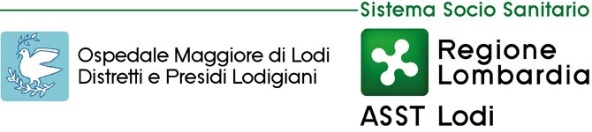 Sistema Socio Sanitario
Ospedale Maggiore di Lodi
Distretti e Presidi Lodigiani
Regione
Lombardia
ASST Lodi